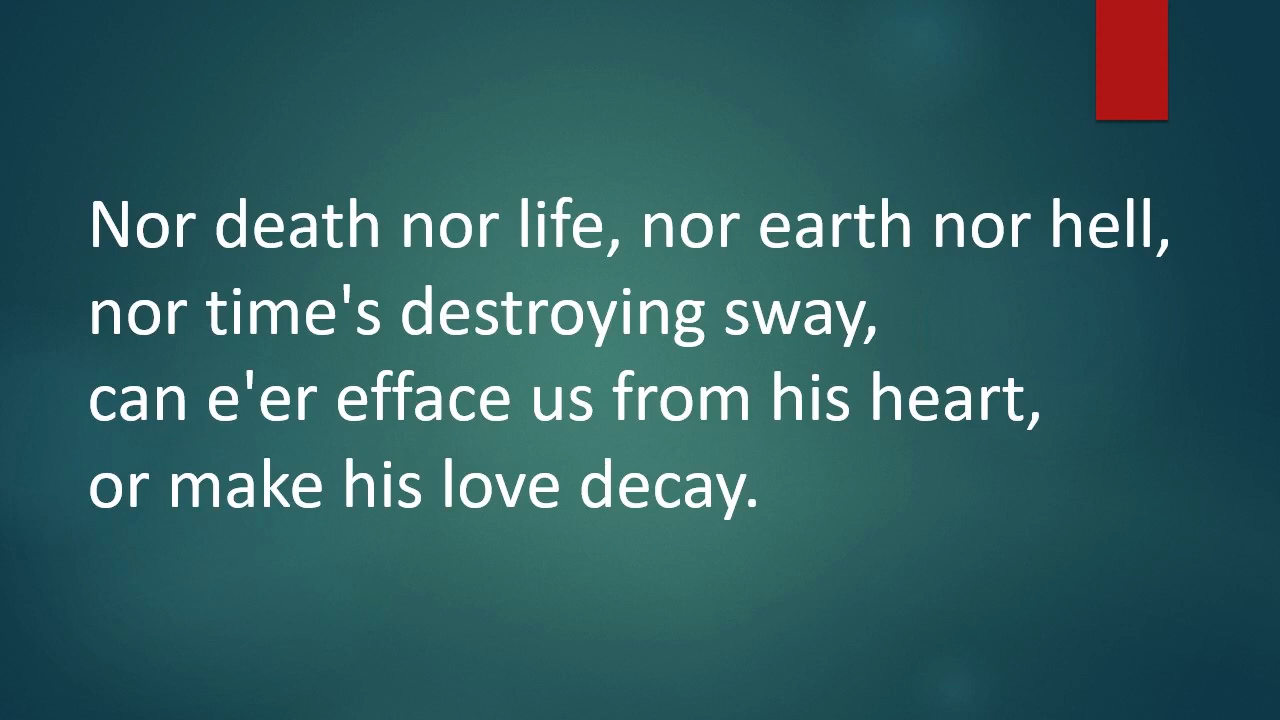 Nor death nor life, nor earth nor hell,
nor time's destroying sway,
can e'er efface us from his heart,
or make his love decay.